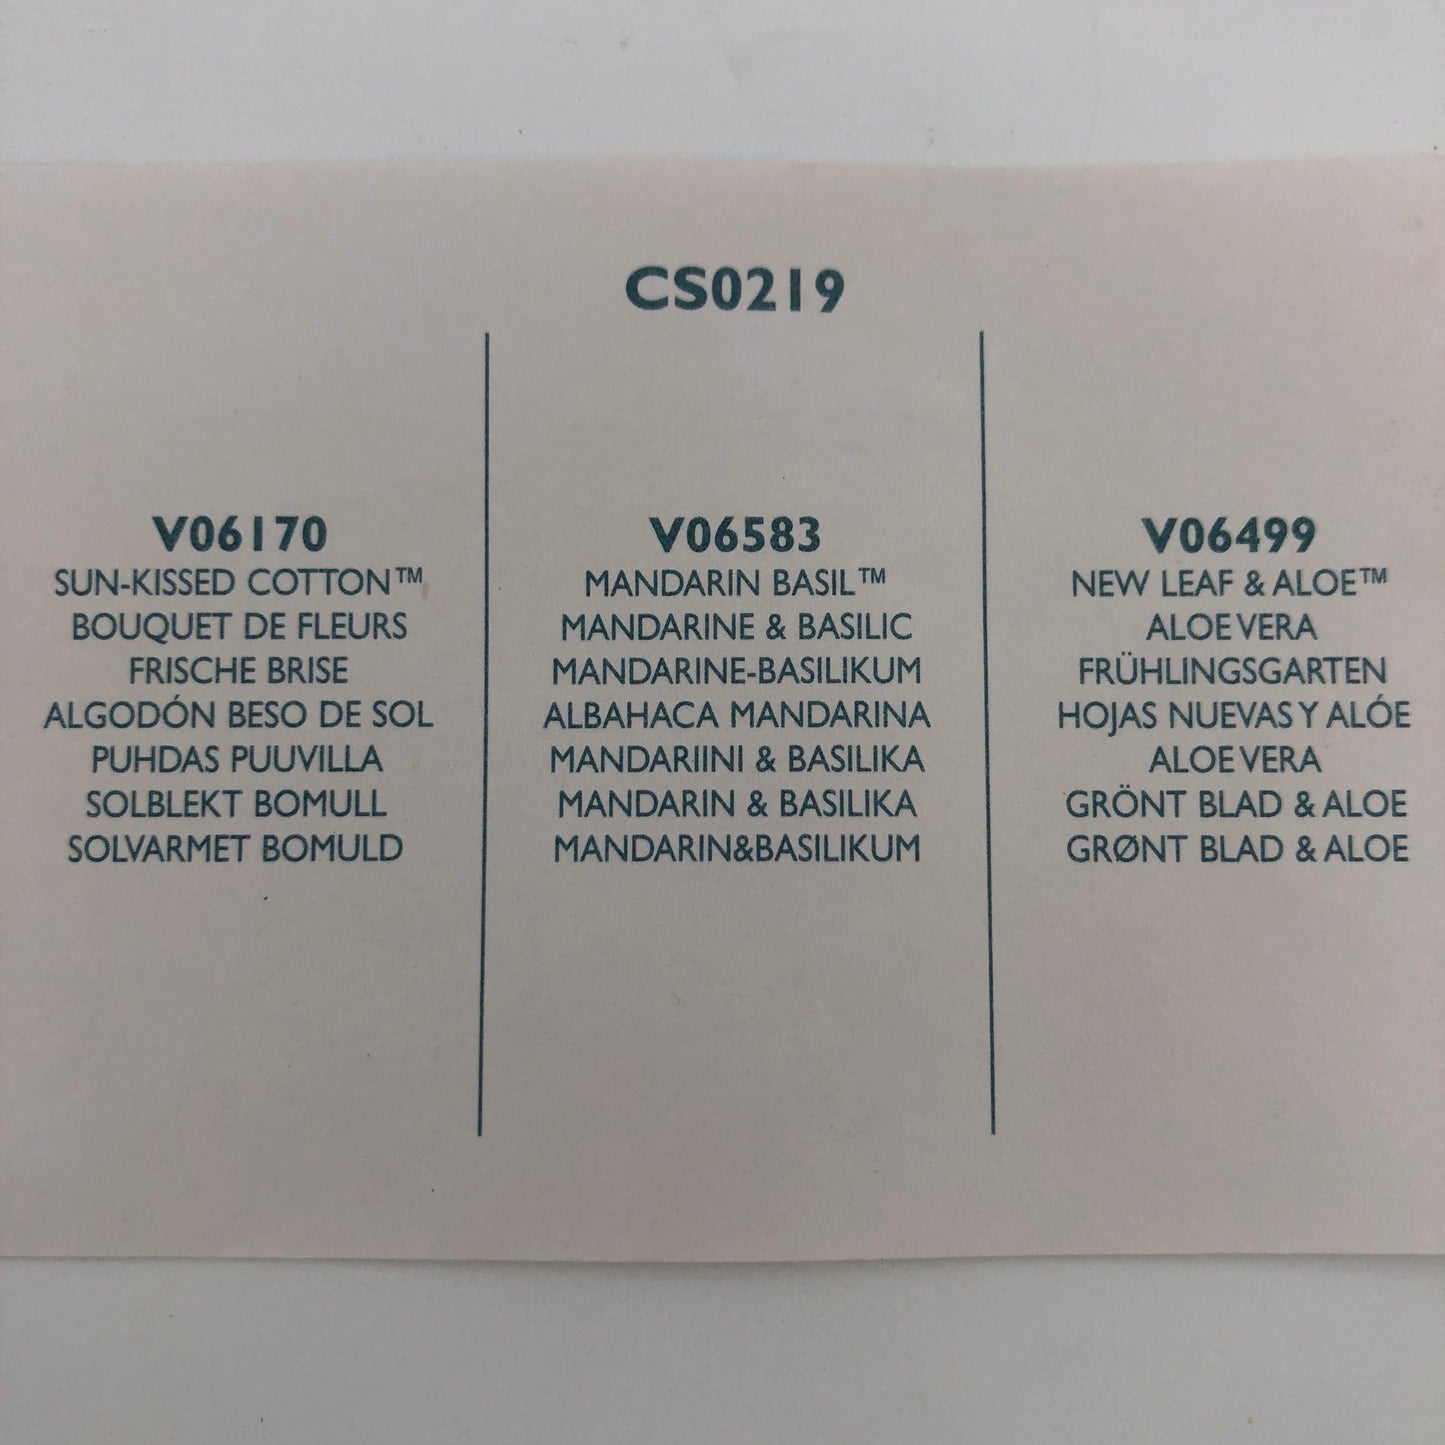 CS0219
V06170
SUN-KISSED COTTON™
BOUQUET DE FLEURS
FRISCHE BRISE
ALGODÓN BESO DE SOL
PUHDAS PUUVILLA
SOLBLEKT BOMULL
SOLVARMET BOMULD
V06583
MANDARIN BASIL™
MANDARINE & BASILIC
MANDARINE-BASILIKUM
ALBAHACA MANDARINA
MANDARIINI & BASILIKA
MANDARIN & BASILIKA
MANDARIN&BASILIKUM
V06499
NEW LEAF & ALOE™
ALOE VERA
FRÜHLINGSGARTEN
HOJAS NUEVAS Y ALÓE
ALOE VERA
GRÖNT BLAD & ALOE
GRØNT BLAD & ALOE